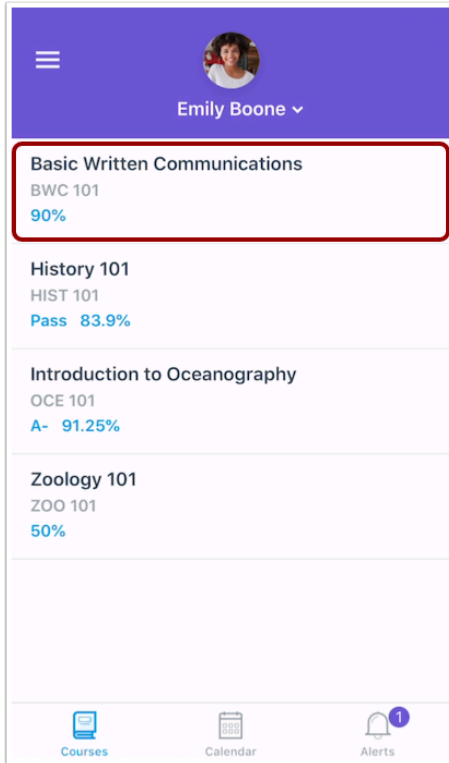 Emily Boone
Basic Written Communications
BWC 101
90%
History 101
HIST 101
Pass 83.9%
Introduction to Oceanography
OCE 101
A- 91.25%
Zoology 101
ZOO 101
50%
1
Courses Calendar Alerts